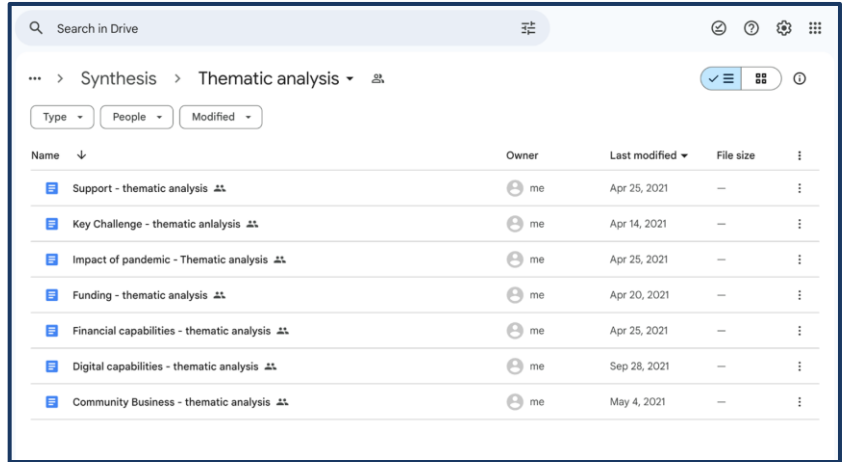 Search in Drive
... > Synthesis > Thematic analysis
Type People Modified
Name Owner Last modified File size
Support - thematic analysis me Apr 25, 2021 —
Key Challenge - thematic anlalysis me Apr 14, 2021 —
Impact of pandemic - Thematic analysis me Apr 25, 2021 —
Funding - thematic analysis me Apr 20, 2021 —
Financial capabilities - thematic analysis me Apr 25, 2021 —
Digital capabilities - thematic analysis me Sep 28, 2021 —
Community Business - thematic analysis me May 4, 2021 —